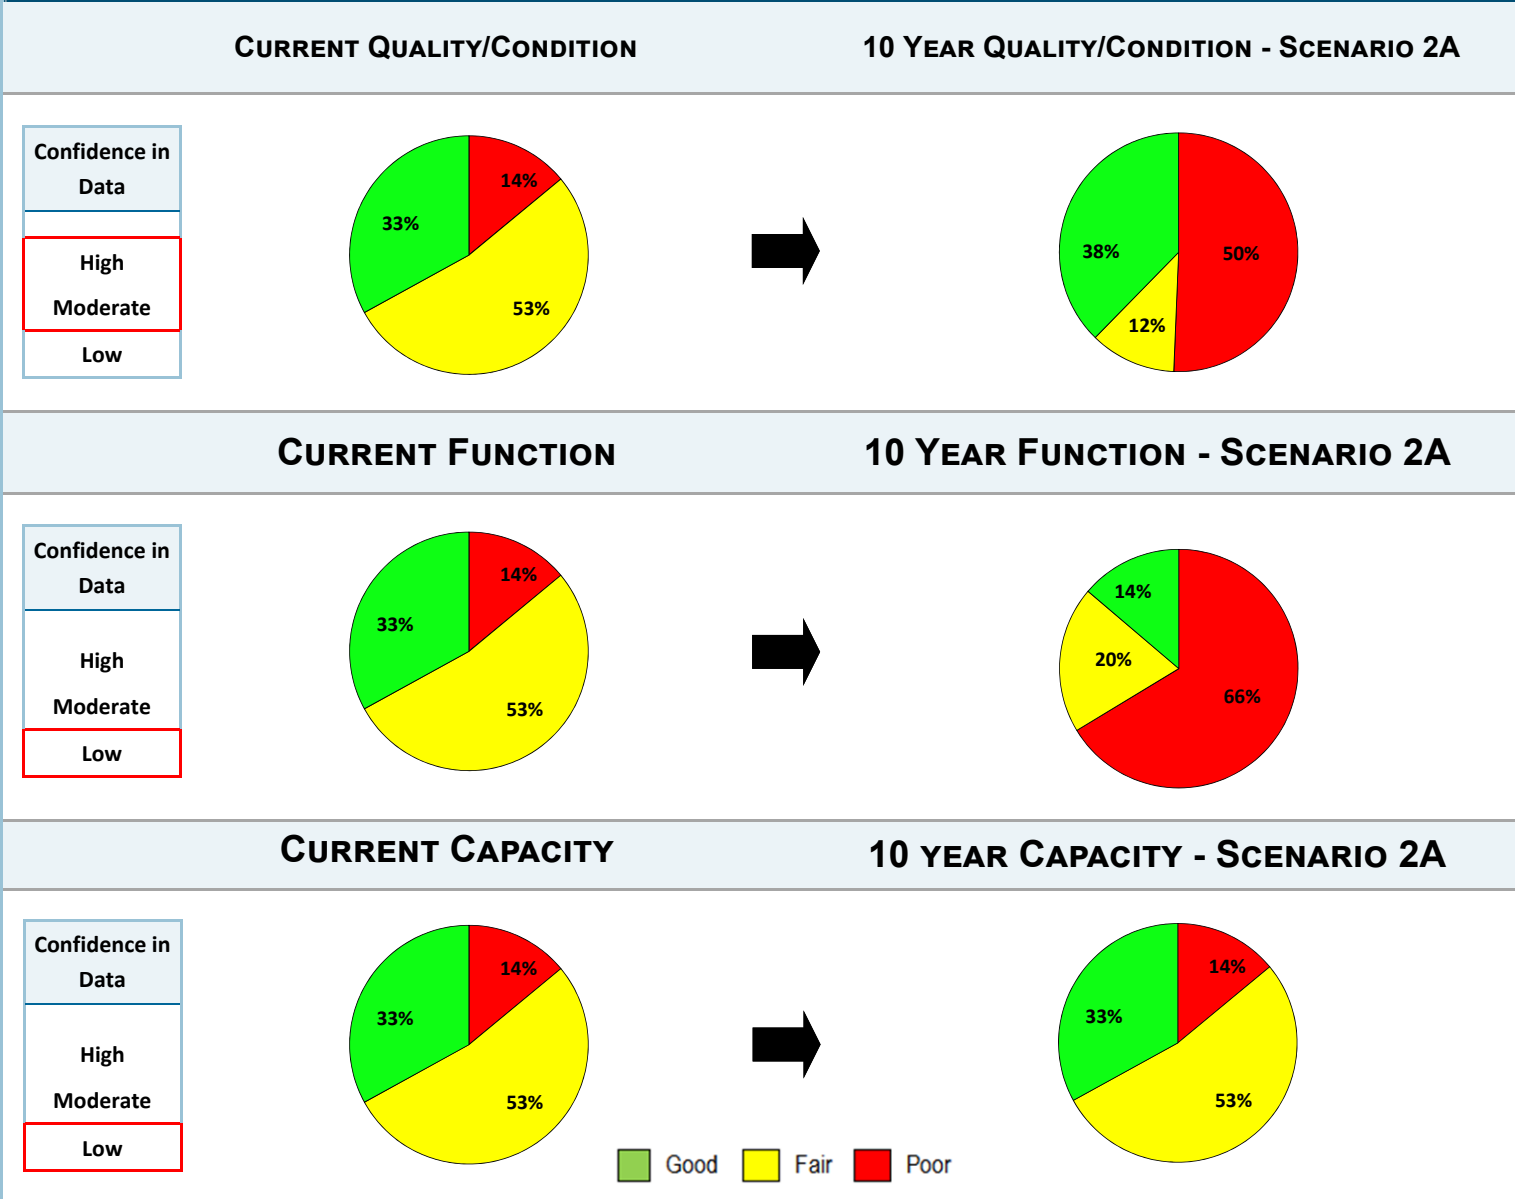 Current Quality/Condition
10 Year Quality/Condition - Scenario 2A
Confidence in
Data
High
Moderate
Low
14%
33%
53%
38%
50%
12%
Current Function
10 Year Function - Scenario 2A
Confidence in
Data
High
Moderate
Low
14%
33%
53%
14%
20%
66%
Current Capacity
10 year Capacity - Scenario 2A
Confidence in
Data
High
Moderate
Low
14%
33%
53%
14%
33%
53%
Good Fair Poor